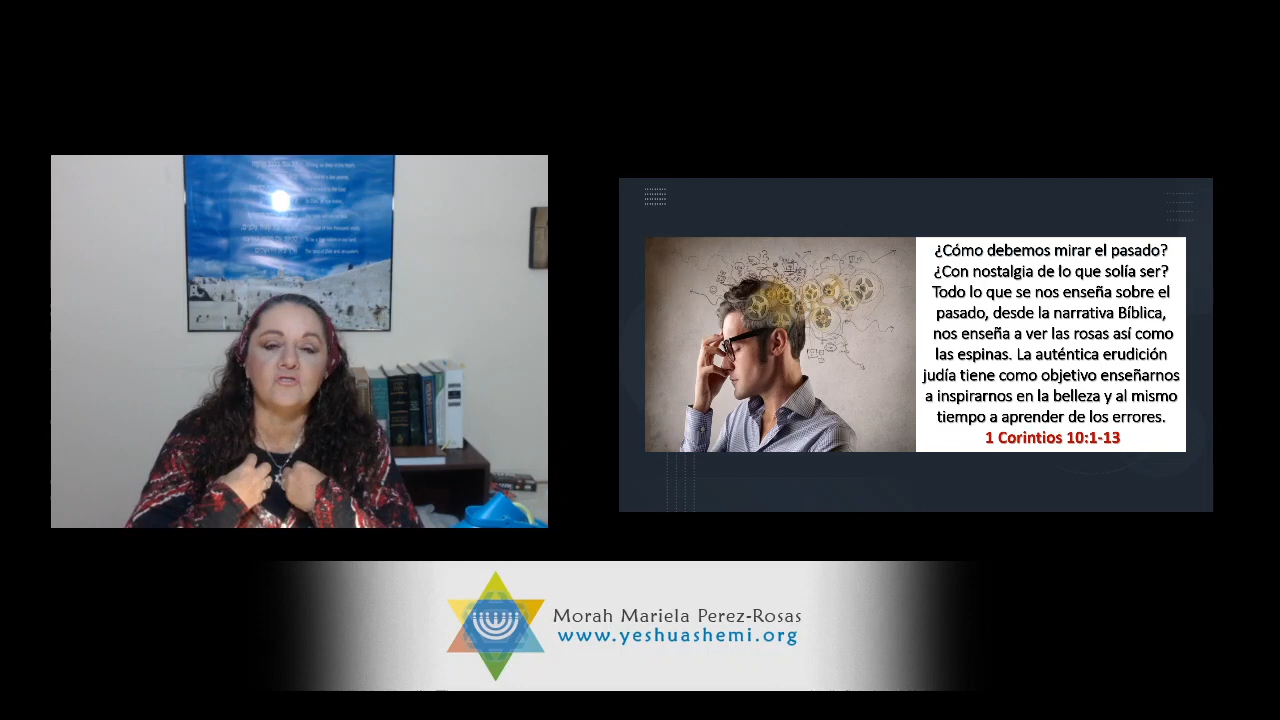 ¿Cómo debemos mirar el pasado?
¿Con nostalgia de lo que solía ser?
Todo lo que se nos enseña sobre el
pasado, desde la narrativa Bíblica,
nos enseña a ver las rosas así como
las espinas. La auténtica erudición
judía tiene como objetivo enseñarnos
a inspirarnos en la belleza y al mismo
tiempo a aprender de los errores.
1 Corintios 10:1-13
Morah Mariela Perez-Rosas
www.yeshuashemi.org